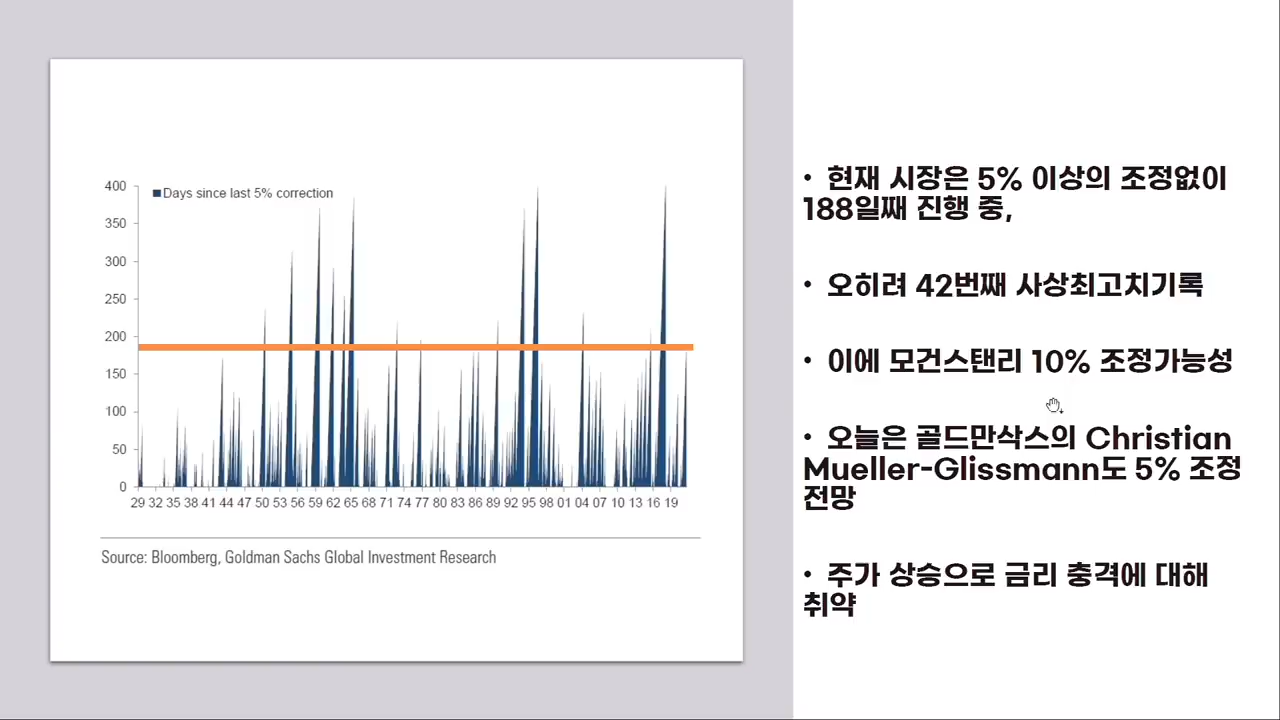 400
350
300
250
200
150
100
50
0
Days since last 5% correction
29 32 35 38 41 44 47 50 53 56 59 62 65 68 71 74 77 80 83 86 89 92 95 98 01 04 07 10 13 16 19
Source: Bloomberg, Goldman Sachs Global Investment Research
• 현재 시장은 5% 이상의 조정없이
188일째 진행 중,
• 오히려 42번째 사상최고치기록
• 이에 모건스탠리 10% 조정가능성
• 오늘은 골드만삭스의 Christian
Mueller-Glissmann도 5% 조정
전망
• 주가 상승으로 금리 충격에 대해
취약